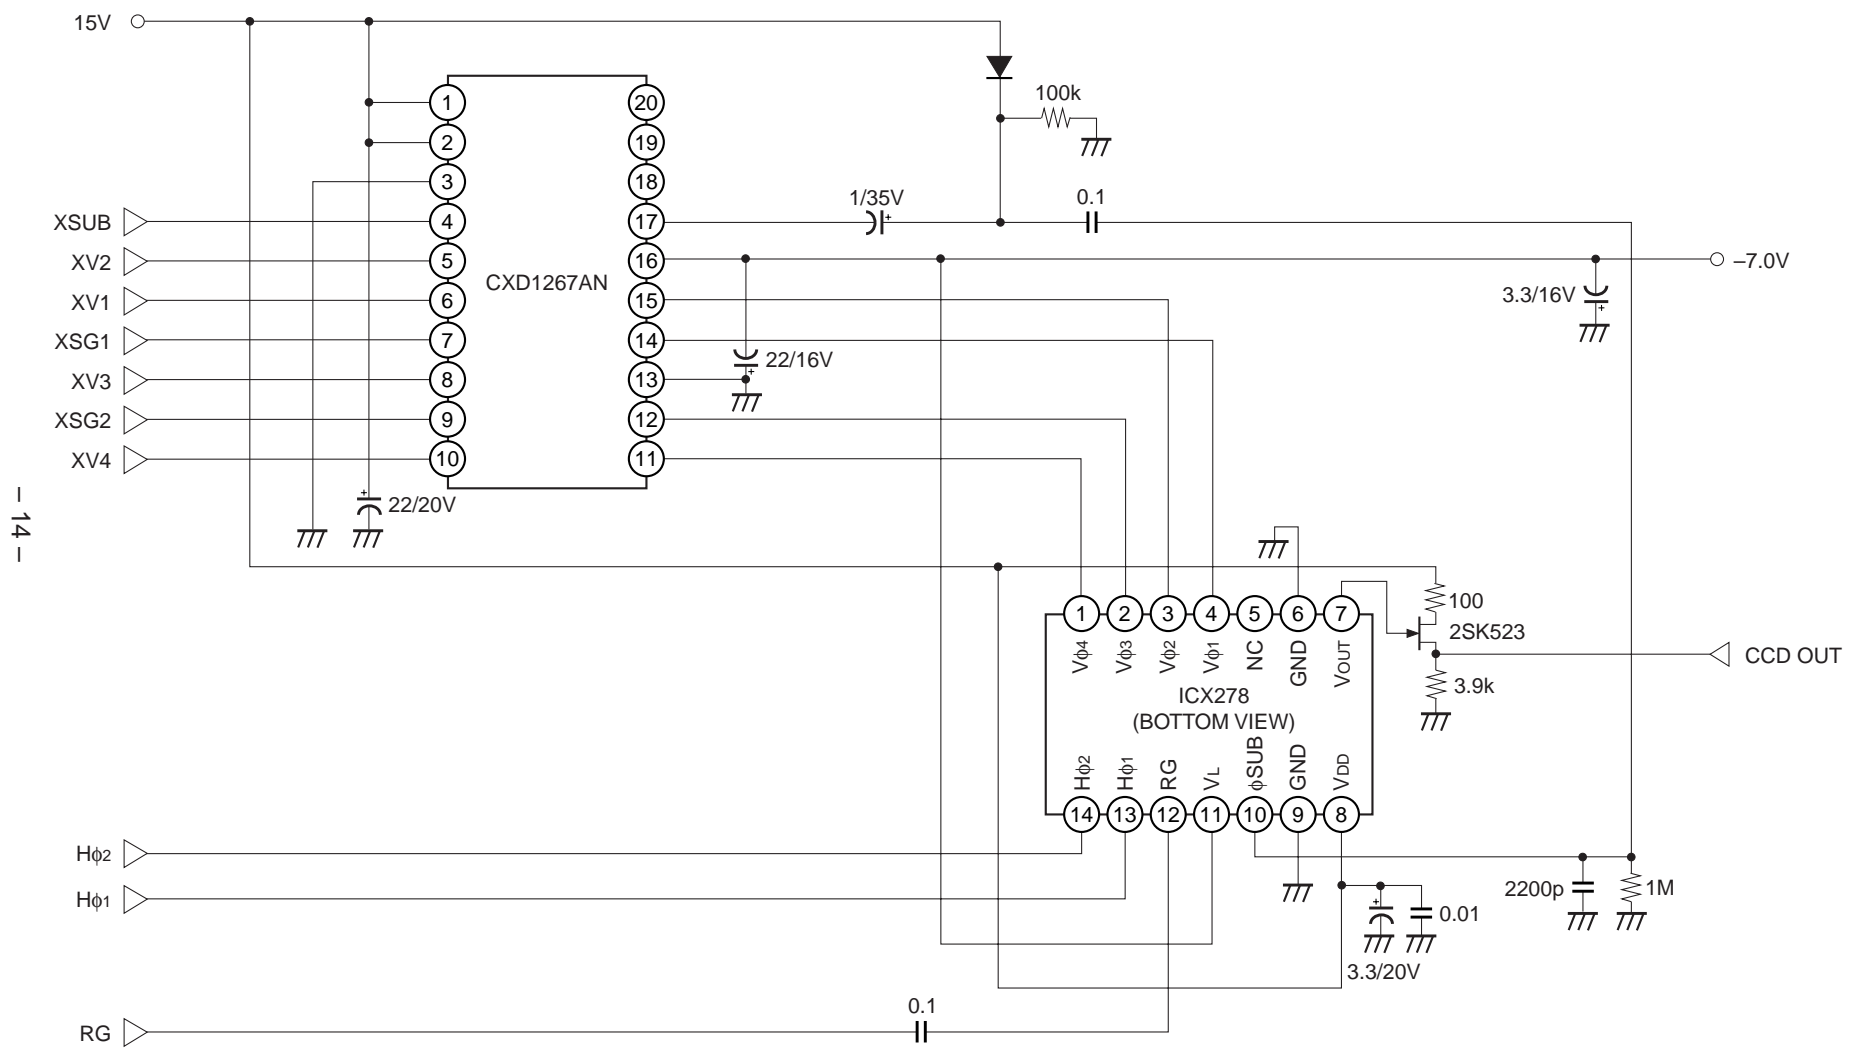 15V
100k
1/35V
0.1
–7.0V
3.3/16V
XSUB
XV2
XV1
XSG1
XV3
XSG2
XV4
1
2
3
4
5
6
7
8
9
10
CXD1267AN
20
19
18
17
16
15
14
13
12
11
22/16V
22/20V
– 14 –
1 2 3 4 5 6 7
Vϕ4 Vϕ3 Vϕ2 Vϕ1 NC GND VOUT
ICX278
(BOTTOM VIEW)
Hϕ2 Hϕ1 RG VL ϕSUB GND VDD
14 13 12 11 10 9 8
100
2SK523
CCD OUT
3.9k
Hϕ2
Hϕ1
2200p
1M
0.01
3.3/20V
0.1
RG